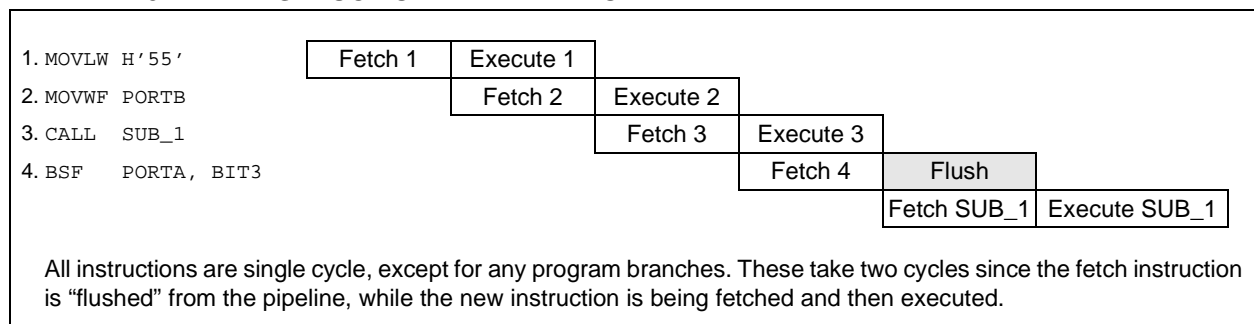 1. MOVLW H'55' Fetch 1 Execute 1
2. MOVWF PORTB Fetch 2 Execute 2
3. CALL SUB_1 Fetch 3 Execute 3
4. BSF PORTA, BIT3 Fetch 4 Flush
Fetch SUB_1 Execute SUB_1
All instructions are single cycle, except for any program branches. These take two cycles since the fetch instruction
is “flushed” from the pipeline, while the new instruction is being fetched and then executed.